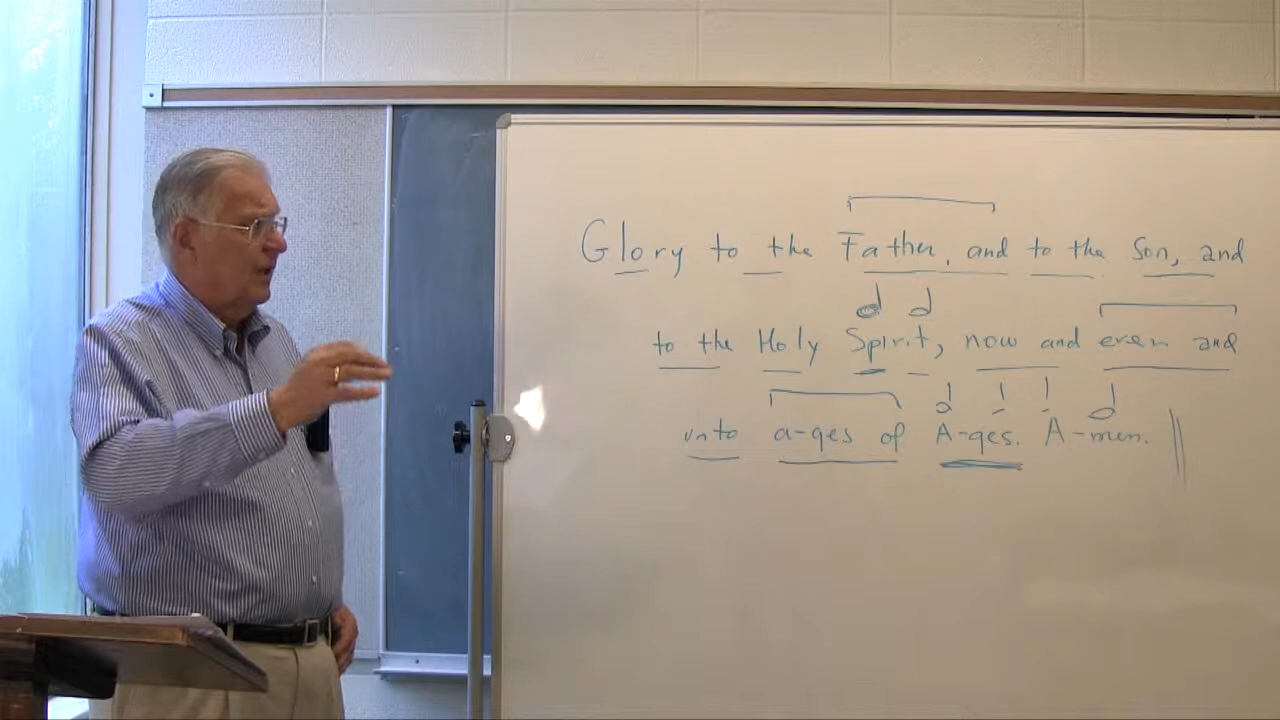 Glory to the Father, and to the Son, and
to the Holy Spirit, now and even and
unto a-ges of A-ges. A-men.